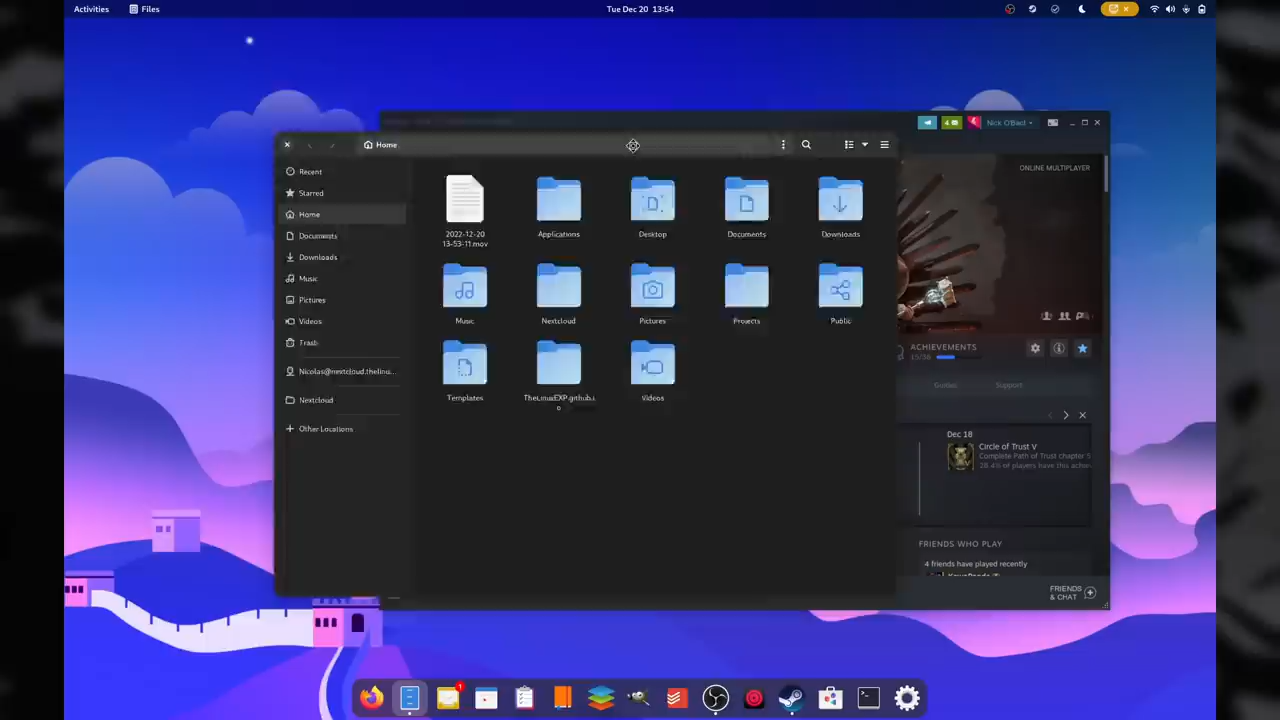 Activities Files Tue Dec 20 13:54
4 Nick O'Bacl
Home
Recent
Starred
Home
Documents
Downloads
Music
Pictures
Videos
Trash
Nicolas@nextcloud.thelinu...
Nextcloud
Other Locations
2022-12-20
13-53-11.mov
Applications
Desktop
Documents
Downloads
Music
Nextcloud
Pictures
Projects
Public
Templates
TheLinuxEXP.github.i
o
Videos
ONLINE MULTIPLAYER
ACHIEVEMENTS
15/38
Guides Support
Dec 18
Circle of Trust V
Complete Path of Trust chapter 5
28.4% of players have this achie
FRIENDS WHO PLAY
4 friends have played recently
FRIENDS
& CHAT